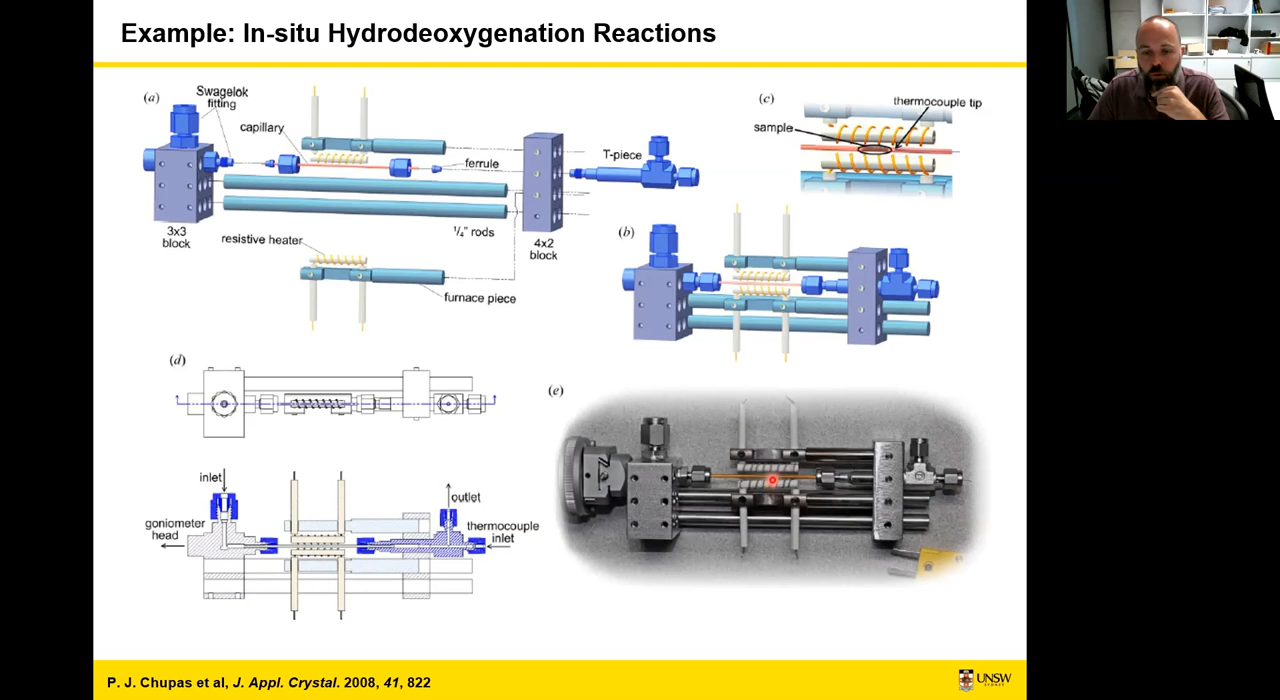 Example: In-situ Hydrodeoxygenation Reactions
(a)
Swagelok
fitting
capillary
ferrule
T-piece
3x3
block
¼" rods
4x2
block
resistive heater
furnace piece
(c)
thermocouple tip
sample
(b)
(d)
inlet
outlet
goniometer
head
thermocouple
inlet
(e)
P. J. Chupas et al, J. Appl. Crystal. 2008, 41, 822
UNSW
SYDNEY